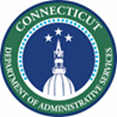 CONNECTICUT
DEPARTMENT OF ADMINISTRATIVE SERVICES